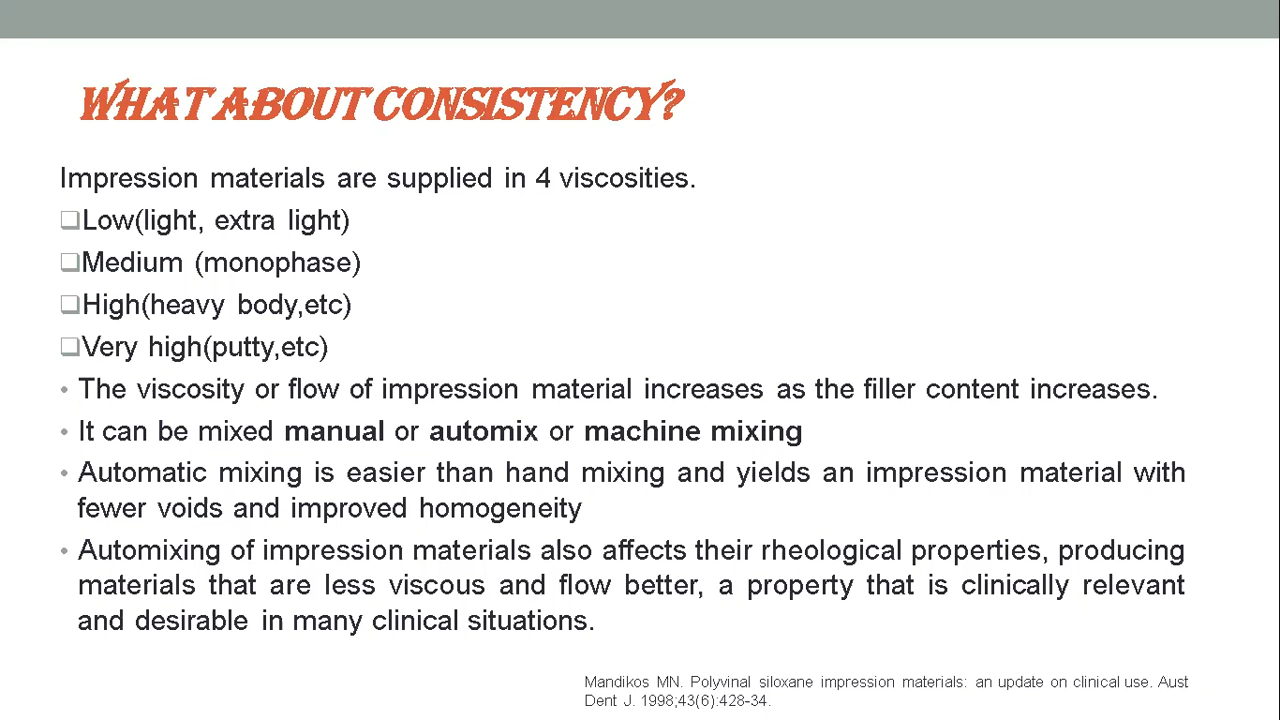 WHAT ABOUT CONSISTENCY?
Impression materials are supplied in 4 viscosities.
❑Low(light, extra light)
❑Medium (monophase)
❑High(heavy body,etc)
❑Very high(putty,etc)
• The viscosity or flow of impression material increases as the filler content increases.
• It can be mixed manual or automix or machine mixing
• Automatic mixing is easier than hand mixing and yields an impression material with
fewer voids and improved homogeneity
• Automixing of impression materials also affects their rheological properties, producing
materials that are less viscous and flow better, a property that is clinically relevant
and desirable in many clinical situations.
Mandikos MN. Polyvinal siloxane impression materials: an update on clinical use. Aust
Dent J. 1998;43(6):428-34.